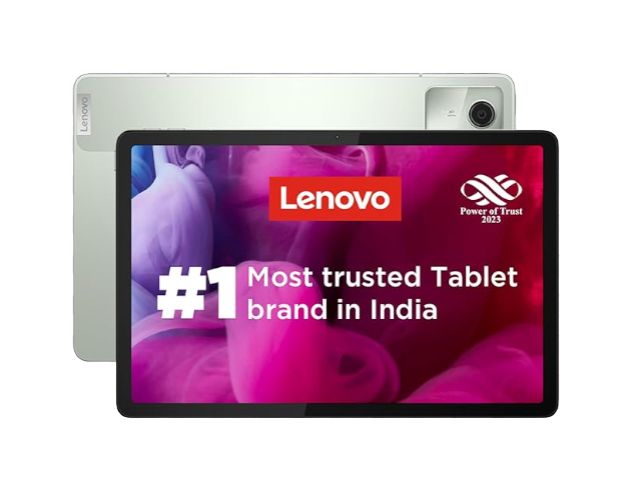 Lenovo
Lenovo
Power of Trust
2023
#1 Most trusted Tablet
brand in India